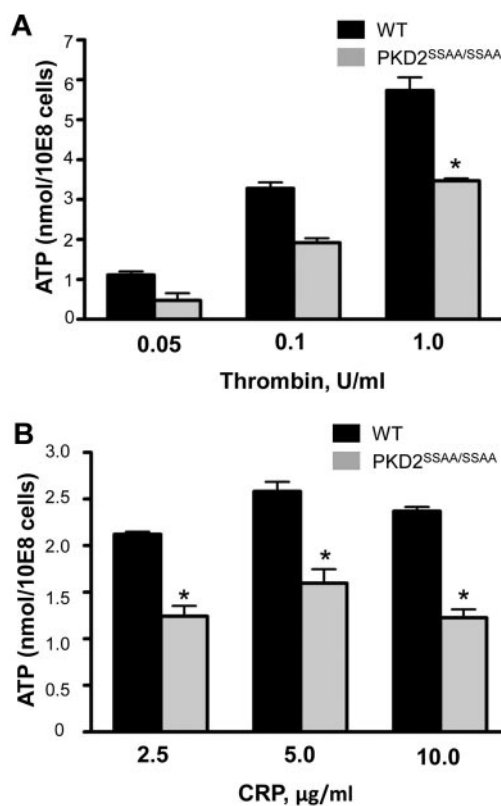 A
WT
PKD2SSAA/SSAA
ATP (nmol/10E8 cells)
7
6
5
4
3
2
1
0
*
0.05 0.1 1.0
Thrombin, U/ml
B
WT
PKD2SSAA/SSAA
ATP (nmol/10E8 cells)
3.0
2.5
2.0
1.5
1.0
0.5
0
* * *
2.5 5.0 10.0
CRP, µg/ml